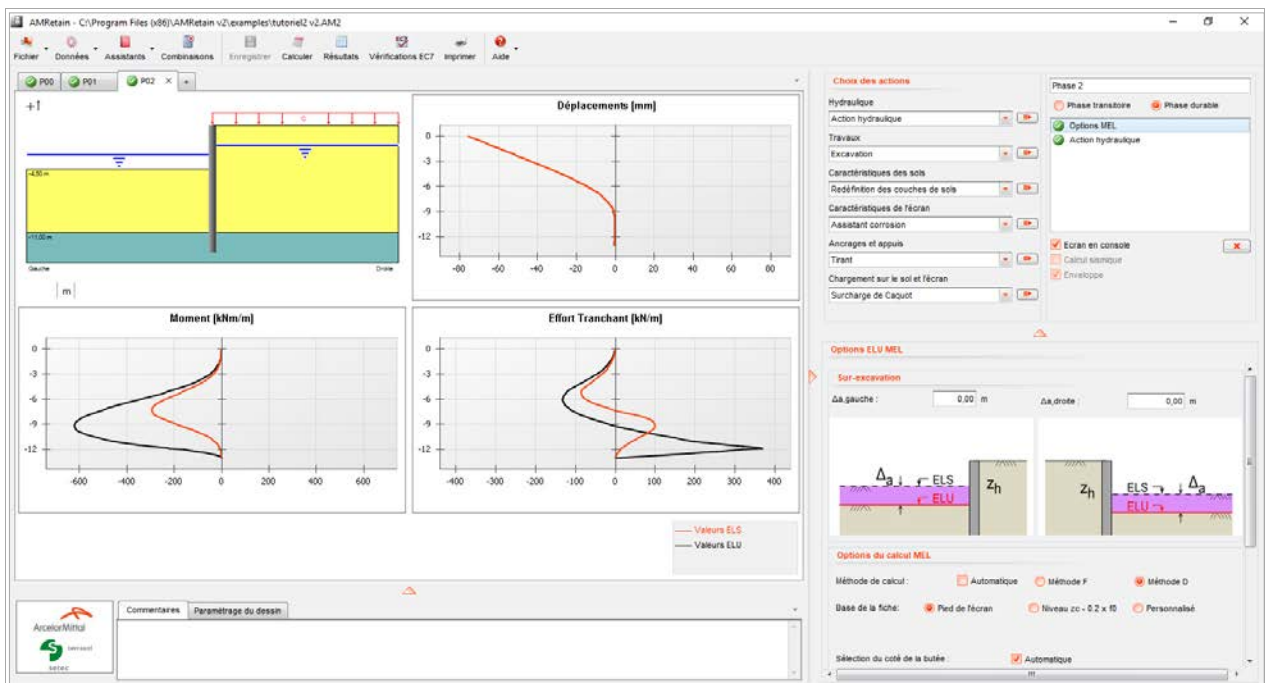 AMRetain - C:\Program Files (x86)\AMRetain v2\examples\tutoriel2 v2.AM2
Fichier Données Assistants Combinaisons Enregistrer Calculer Résultats Vérifications EC7 Imprimer Aide
P00 P01 P02
-4,50 m
-11,00 m
Gauche Droite
m
Déplacements [mm]
0
-3
-6
-9
-12
-80 -60 -40 -20 0 20 40 60 80
Moment [kNm/m]
0
-3
-6
-9
-12
-600 -400 -200 0 200 400 600
Effort Tranchant [kN/m]
0
-3
-6
-9
-12
-400 -300 -200 -100 0 100 200 300 400
Valeurs ELS
Valeurs ELU
ArcelorMittal
terrasol
setec
Commentaires Paramétrage du dessin
Choix des actions
Hydraulique
Action hydraulique
Travaux
Excavation
Caractéristiques des sols
Redéfinition des couches de sols
Caractéristiques de l'écran
Assistant corrosion
Ancrages et appuis
Tirant
Chargement sur le sol et l'écran
Surcharge de Caquot
Phase 2
Phase transitoire Phase durable
Options MEL
Action hydraulique
Ecran en console
Calcul sismique
Enveloppe
Options ELU MEL
Sur-excavation
Δa,gauche : 0,00 m Δa,droite : 0,00 m
Δa ELS ELU zh
zh ELS ELU Δa
Options du calcul MEL
Méthode de calcul : Automatique Méthode F Méthode D
Base de la fiche: Pied de l'écran Niveau zc - 0.2 x f0 Personnalisé
Sélection du coté de la butée : Automatique